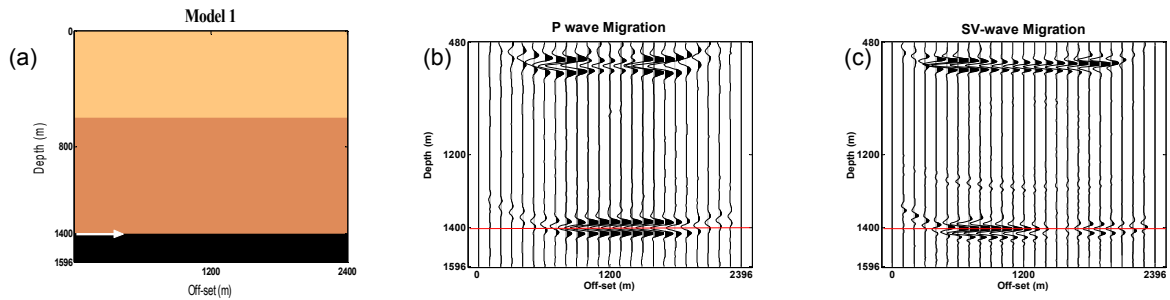 (a)
Model 1
0
800
1400
1596
Depth (m)
1200
2400
Off-set (m)
(b)
P wave Migration
480
1200
1400
1596
Depth (m)
0
1200
2396
Off-set (m)
(c)
SV-wave Migration
480
1200
1400
1596
Depth (m)
0
1200
2396
Off-set (m)